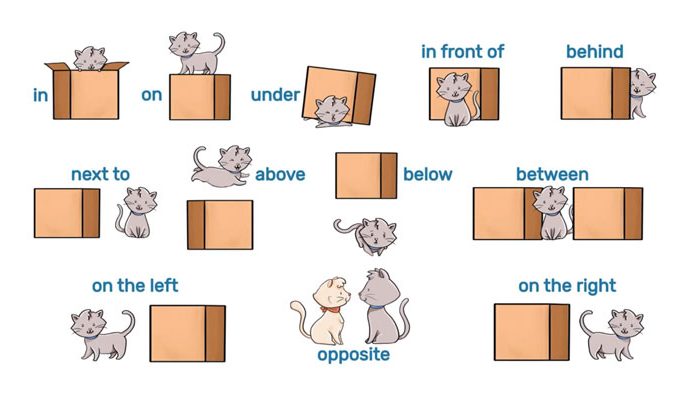 in
on
under
in front of
behind
next to
above
below
between
on the left
opposite
on the right